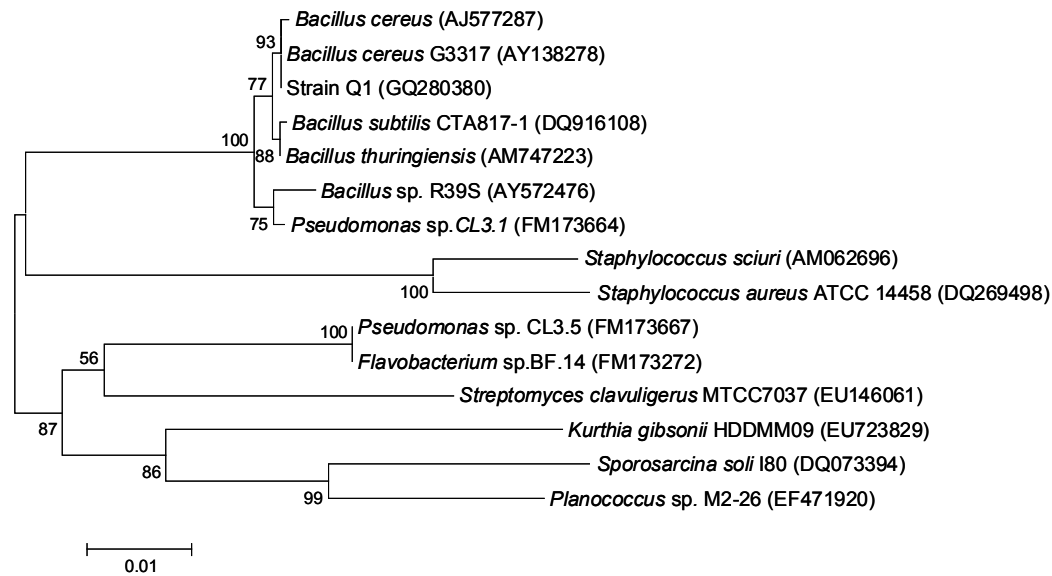 Bacillus cereus (AJ577287)
93
Bacillus cereus G3317 (AY138278)
77
Strain Q1 (GQ280380)
Bacillus subtilis CTA817-1 (DQ916108)
100
88
Bacillus thuringiensis (AM747223)
Bacillus sp. R39S (AY572476)
75
Pseudomonas sp.CL3.1 (FM173664)
Staphylococcus sciuri (AM062696)
100
Staphylococcus aureus ATCC 14458 (DQ269498)
100
Pseudomonas sp. CL3.5 (FM173667)
56
Flavobacterium sp.BF.14 (FM173272)
Streptomyces clavuligerus MTCC7037 (EU146061)
87
Kurthia gibsonii HDDMM09 (EU723829)
86
Sporosarcina soli I80 (DQ073394)
99
Planococcus sp. M2-26 (EF471920)
0.01